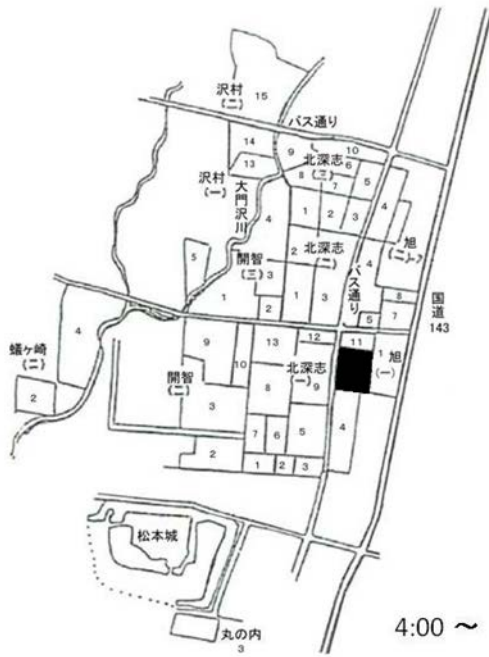 15
沢村
(二)
バス通り
14
9
10
6
北深志
(三)
13
8
7
5
沢村
(一)
大門沢川
4
1
2
3
4
旭
(二)
5
開智
(三)
3
2
北深志
(二)
4
バス通り
国道
143
1
2
1
3
8
7
5
4
9
10
13
12
11
1
旭
(一)
蟻ヶ崎
(二)
北深志
(一)
2
開智
(二)
3
8
9
4
7
6
5
2
1
2
3
松本城
丸の内
3
4:00 ～